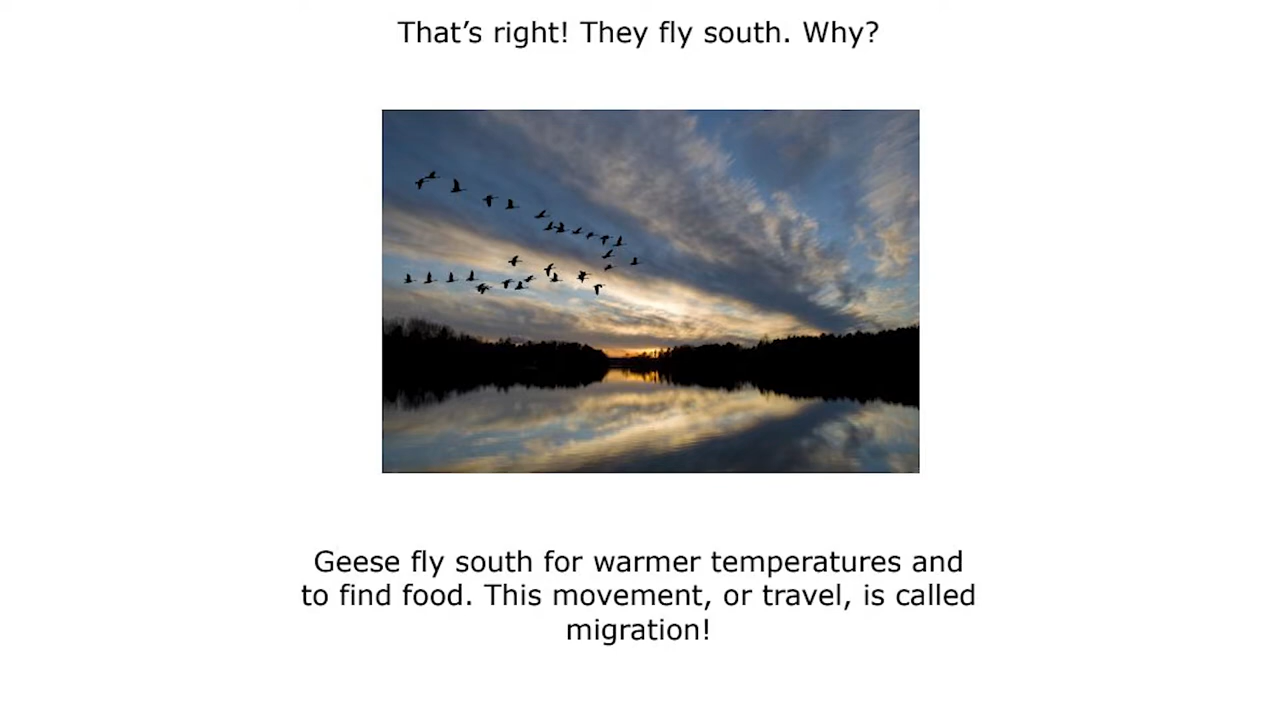 That’s right! They fly south. Why?
Geese fly south for warmer temperatures and
to find food. This movement, or travel, is called
migration!